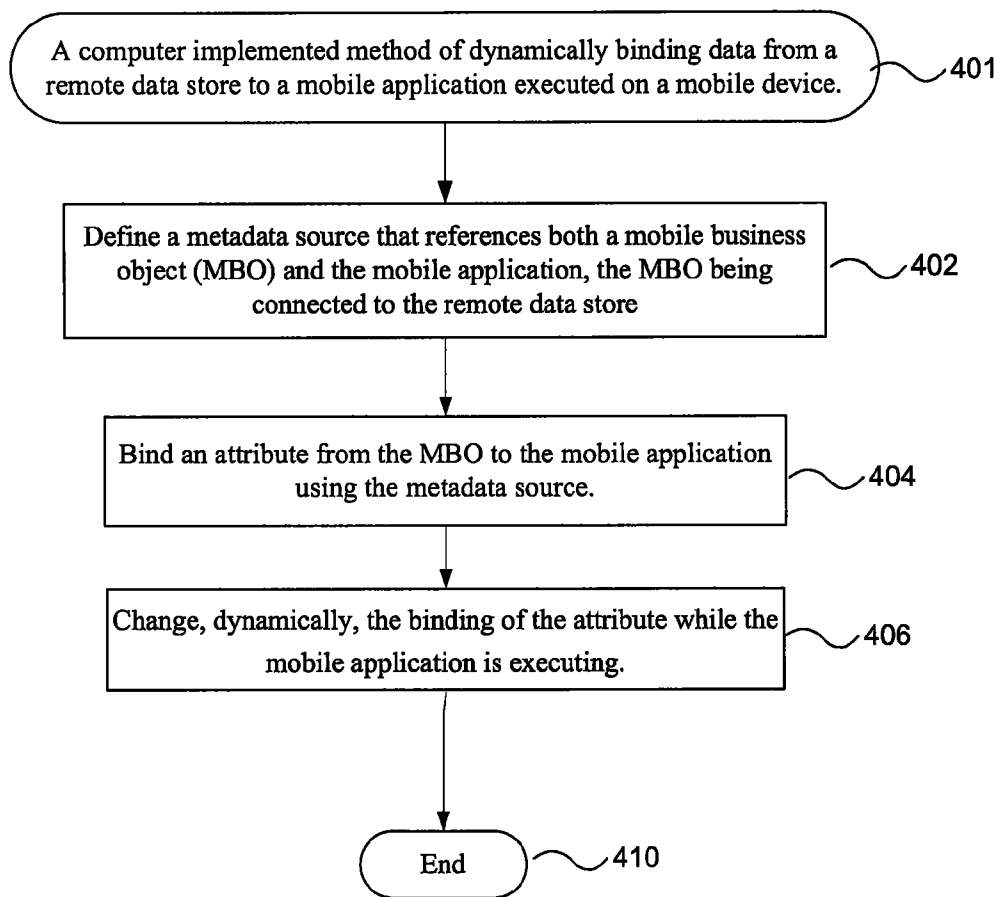 A computer implemented method of dynamically binding data from a
remote data store to a mobile application executed on a mobile device.
401
Define a metadata source that references both a mobile business
object (MBO) and the mobile application, the MBO being
connected to the remote data store
402
Bind an attribute from the MBO to the mobile application
using the metadata source.
404
Change, dynamically, the binding of the attribute while the
mobile application is executing.
406
End
410